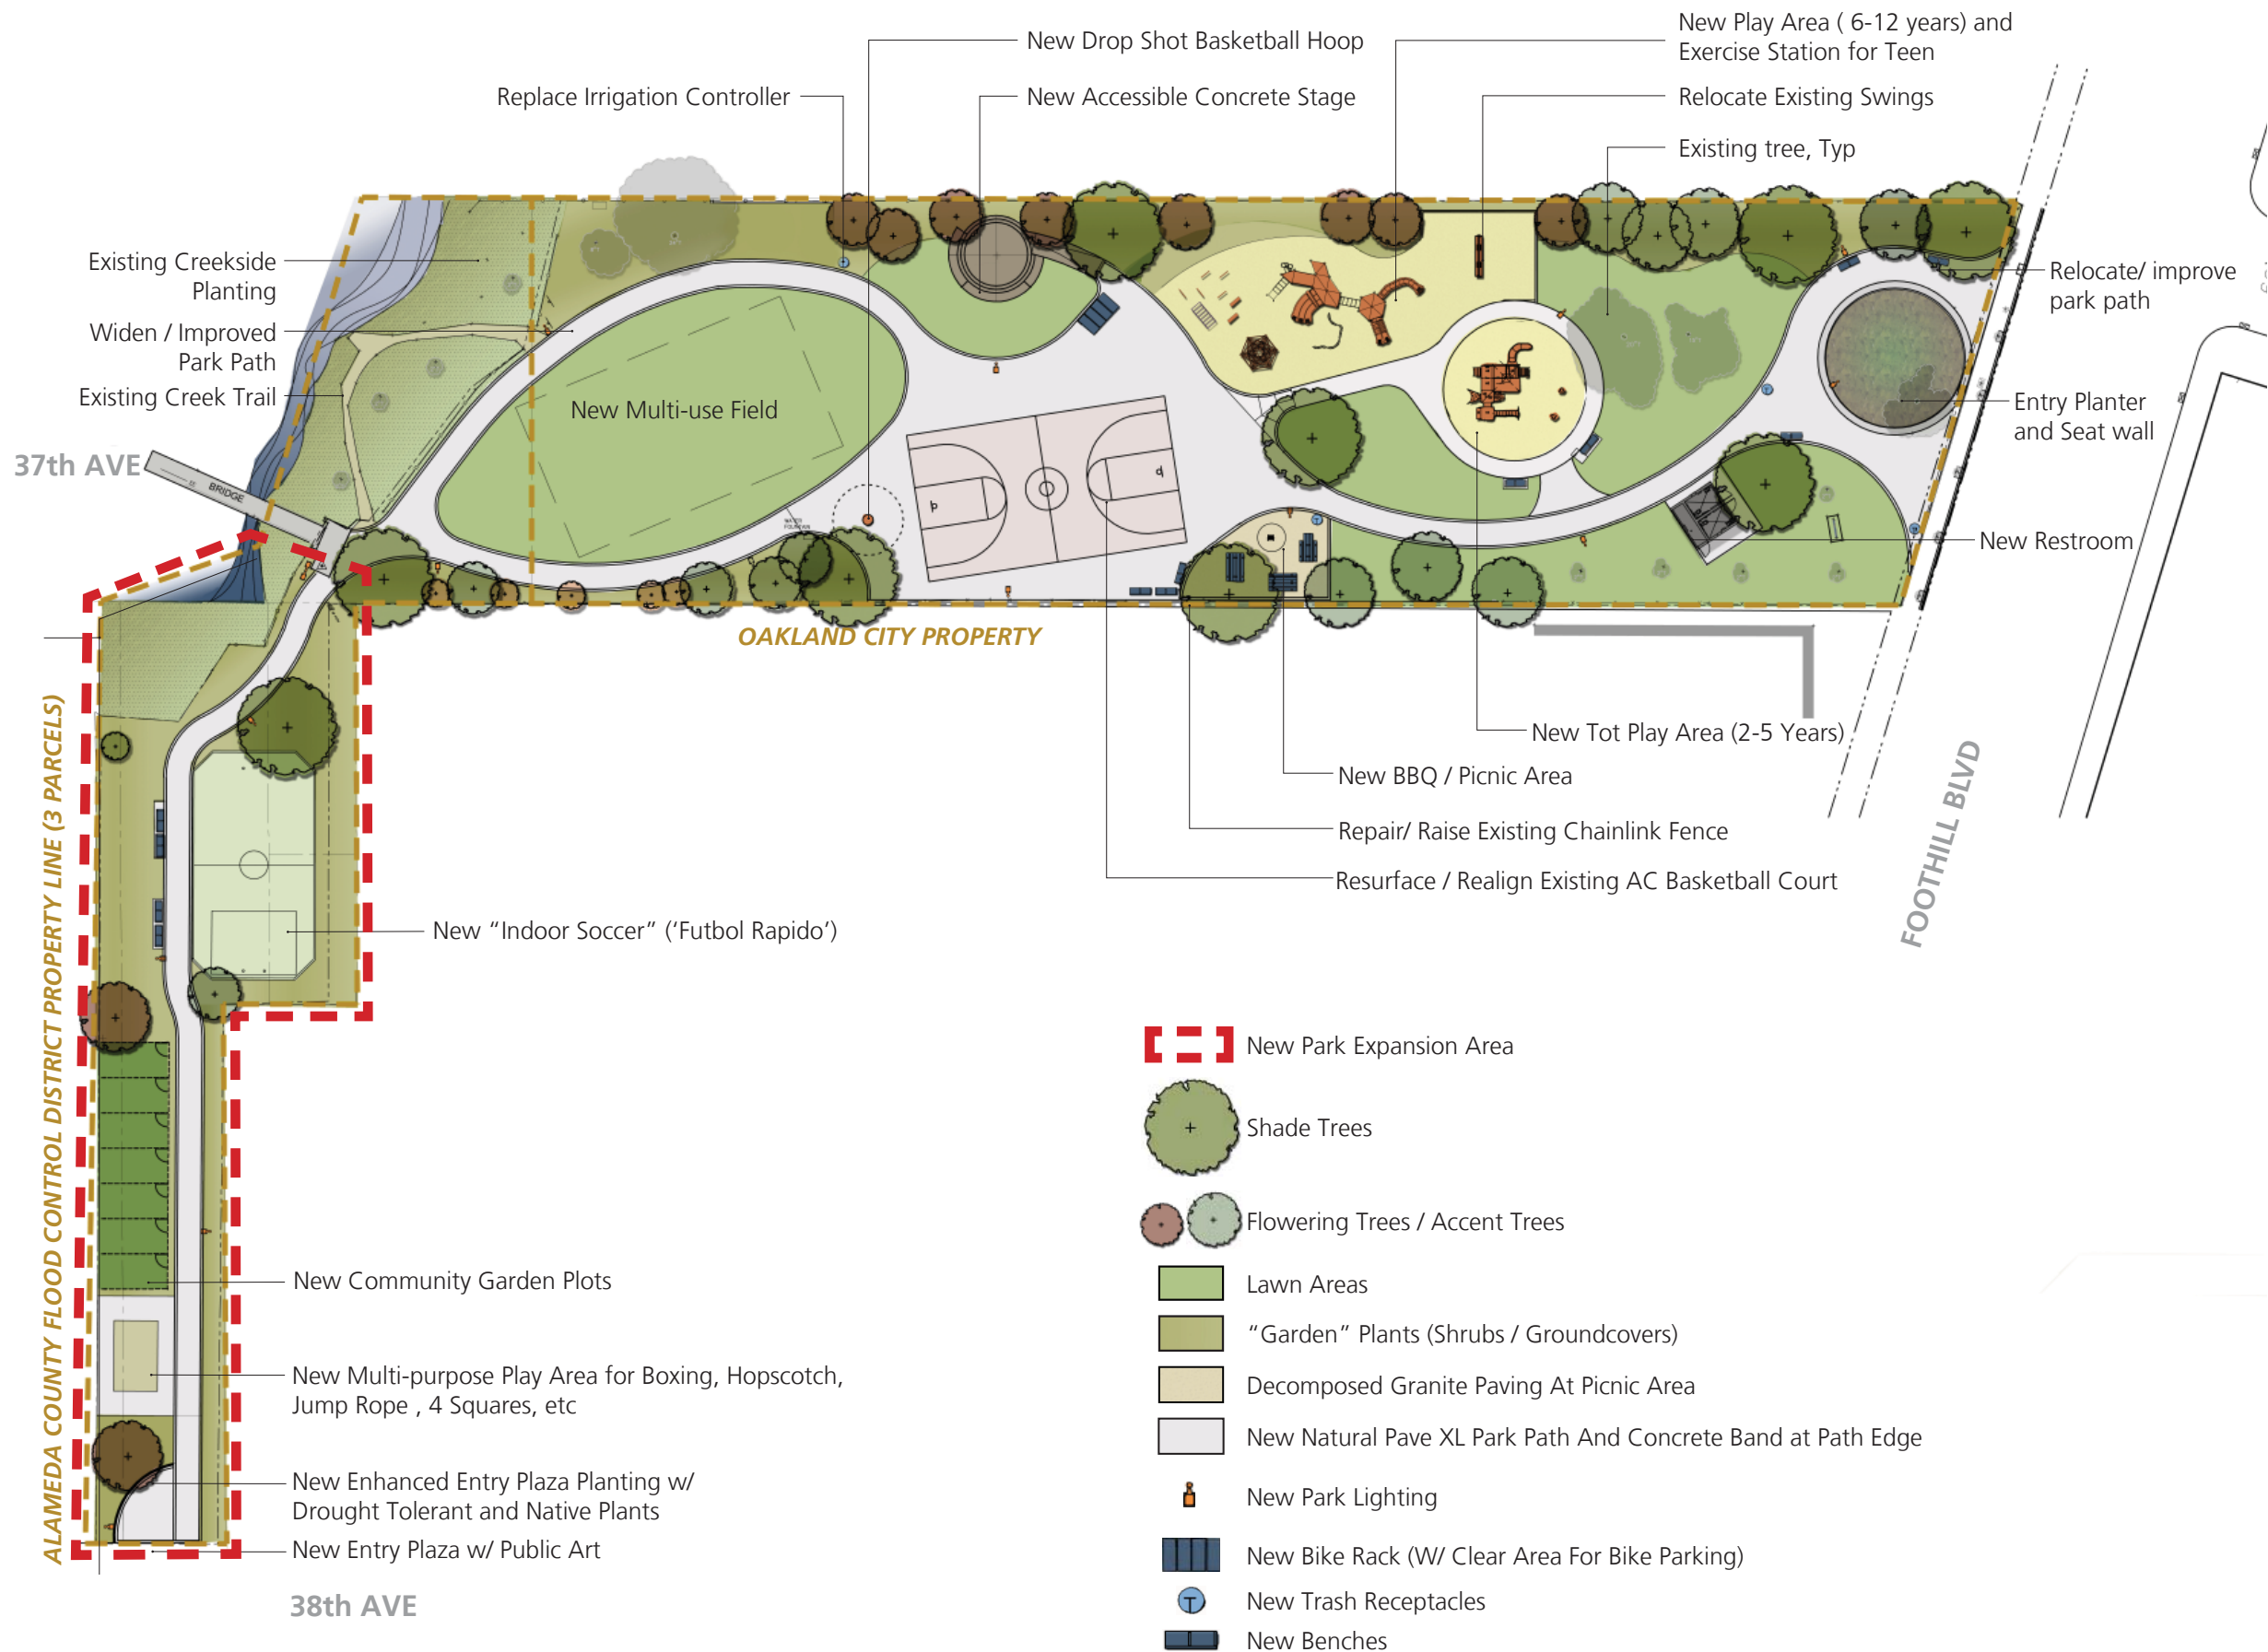 New Drop Shot Basketball Hoop
New Play Area ( 6-12 years) and
Exercise Station for Teen
Replace Irrigation Controller
New Accessible Concrete Stage
Relocate Existing Swings
Existing tree, Typ
Existing Creekside
Planting
Widen / Improved
Park Path
Existing Creek Trail
37th AVE
BRIDGE
New Multi-use Field
Relocate/ improve
park path
Entry Planter
and Seat wall
New Restroom
OAKLAND CITY PROPERTY
New Tot Play Area (2-5 Years)
New BBQ / Picnic Area
Repair/ Raise Existing Chainlink Fence
Resurface / Realign Existing AC Basketball Court
FOOTHILL BLVD
ALAMEDA COUNTY FLOOD CONTROL DISTRICT PROPERTY LINE (3 PARCELS)
New “Indoor Soccer” (‘Futbol Rapido’)
New Community Garden Plots
New Multi-purpose Play Area for Boxing, Hopscotch,
Jump Rope , 4 Squares, etc
New Enhanced Entry Plaza Planting w/
Drought Tolerant and Native Plants
New Entry Plaza w/ Public Art
38th AVE
New Park Expansion Area
Shade Trees
Flowering Trees / Accent Trees
Lawn Areas
“Garden” Plants (Shrubs / Groundcovers)
Decomposed Granite Paving At Picnic Area
New Natural Pave XL Park Path And Concrete Band at Path Edge
New Park Lighting
New Bike Rack (W/ Clear Area For Bike Parking)
T
New Trash Receptacles
New Benches